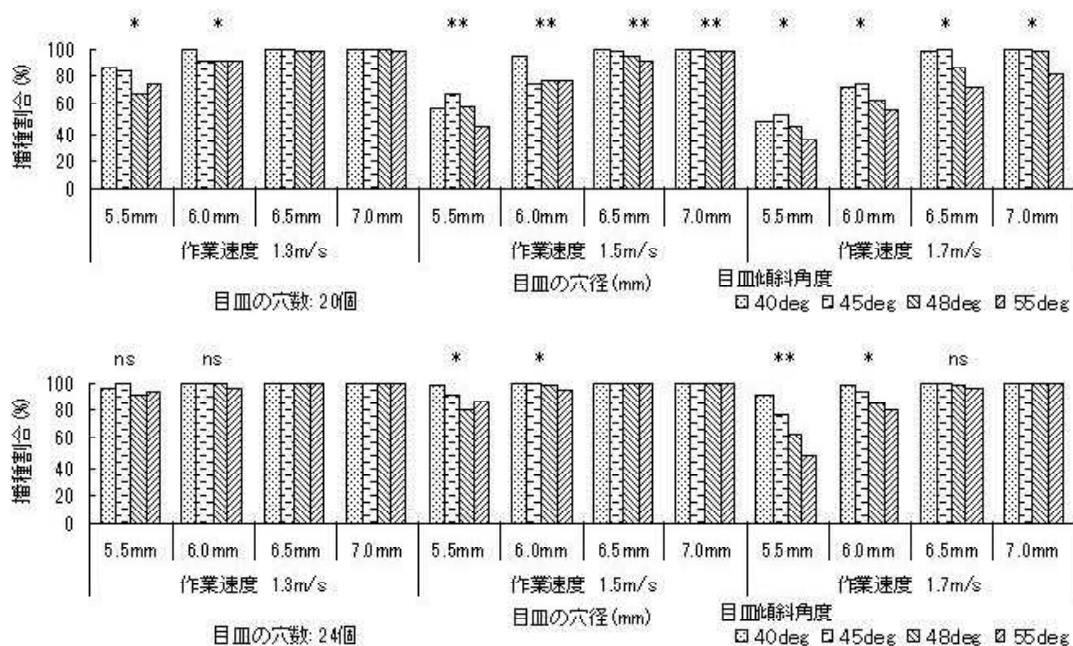 * * ** ** ** ** * * * *
播種割合(%)
100
80
60
40
20
0
5.5mm 6.0mm 6.5mm 7.0mm 5.5mm 6.0mm 6.5mm 7.0mm 5.5mm 6.0mm 6.5mm 7.0mm
作業速度 1.3m/s 作業速度 1.5m/s 作業速度 1.7m/s
目皿の穴径(mm) 目皿傾斜角度
目皿の穴数:20個 40deg 45deg 48deg 55deg
ns ns * * ** * ns
播種割合(%)
100
80
60
40
20
0
5.5mm 6.0mm 6.5mm 7.0mm 5.5mm 6.0mm 6.5mm 7.0mm 5.5mm 6.0mm 6.5mm 7.0mm
作業速度 1.3m/s 作業速度 1.5m/s 作業速度 1.7m/s
目皿の穴径(mm) 目皿傾斜角度
目皿の穴数:24個 40deg 45deg 48deg 55deg